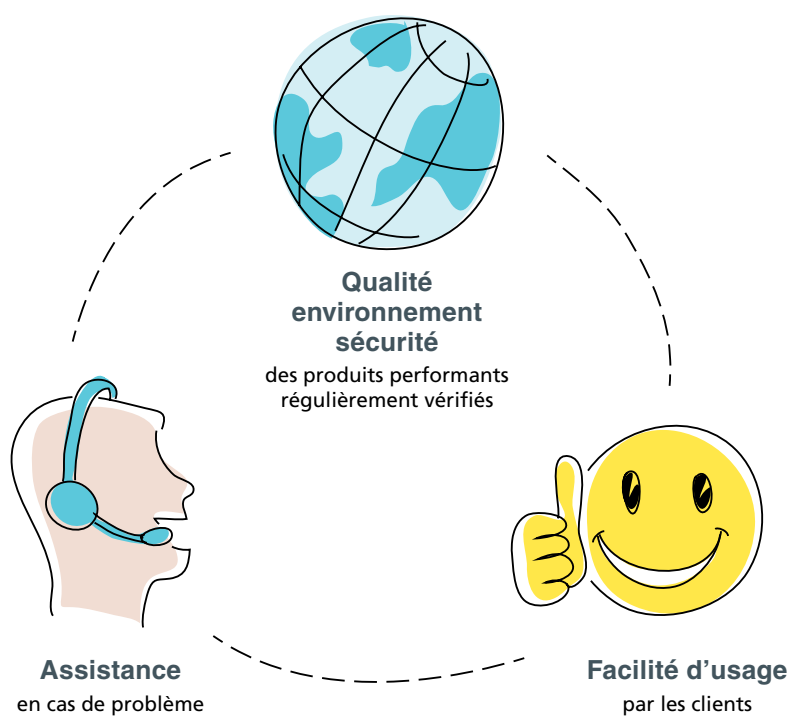 Qualité
environnement
sécurité
des produits performants
régulièrement vérifiés
Assistance
en cas de problème
Facilité d’usage
par les clients